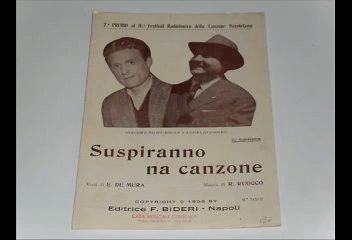 2.º PREMIO al IV.º Festival Radiofonico della Canzone Napoletana
Suspiranno
na canzone
Versi di E. DE MURA
Musica di R. RUOCCO
COPYRIGHT © 1956 BY
Editrice F. BIDERI - Napoli